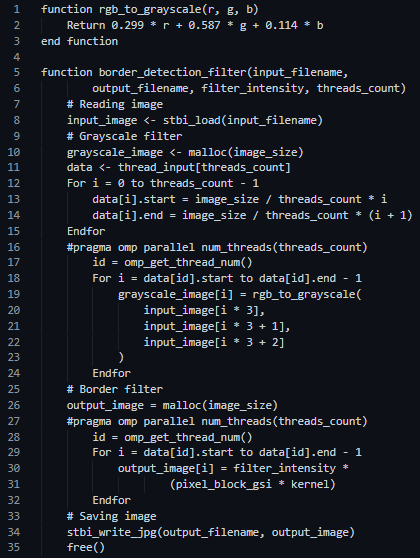 1 function rgb_to_grayscale(r, g, b)
2     Return 0.299 * r + 0.587 * g + 0.114 * b
3 end function
4
5 function border_detection_filter(input_filename,
6         output_filename, filter_intensity, threads_count)
7     # Reading image
8     input_image <- stbi_load(input_filename)
9     # Grayscale filter
10     grayscale_image <- malloc(image_size)
11     data <- thread_input[threads_count]
12     For i = 0 to threads_count - 1
13         data[i].start = image_size / threads_count * i
14         data[i].end = image_size / threads_count * (i + 1)
15     Endfor
16     #pragma omp parallel num_threads(threads_count)
17         id = omp_get_thread_num()
18         For i = data[id].start to data[id].end - 1
19             grayscale_image[i] = rgb_to_grayscale(
20                 input_image[i * 3],
21                 input_image[i * 3 + 1],
22                 input_image[i * 3 + 2]
23             )
24         Endfor
25     # Border filter
26     output_image = malloc(image_size)
27     #pragma omp parallel num_threads(threads_count)
28         id = omp_get_thread_num()
29         For i = data[id].start to data[id].end - 1
30             output_image[i] = filter_intensity *
31                     (pixel_block_gsi * kernel)
32         Endfor
33     # Saving image
34     stbi_write_jpg(output_filename, output_image)
35     free()